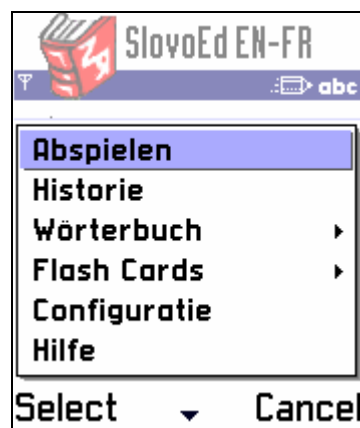 SlovoEd EN-FR
abc
Abspielen
Historie
Wörterbuch
Flash Cards
Configuratie
Hilfe
Select Cancel